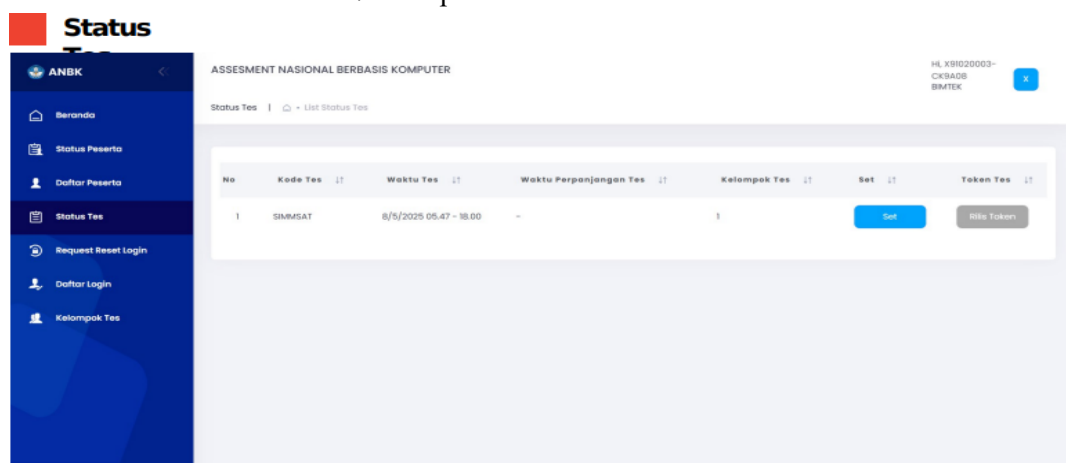 Status
Tes
ANBK
ASSESMENT NASIONAL BERBASIS KOMPUTER
HI, X91020003-
CK9A0B
BIMTEK
X
Status Tes | List Status Tes
Beranda
Status Peserta
Daftar Peserta
Status Tes
Request Reset Login
Daftar Login
Kelompok Tes
No Kode Tes Waktu Tes Waktu Perpanjangan Tes Kelompok Tes Set Token Tes
1 SIMMSAT 8/5/2025 05.47 - 18.00 - 1 Set Rilis Token